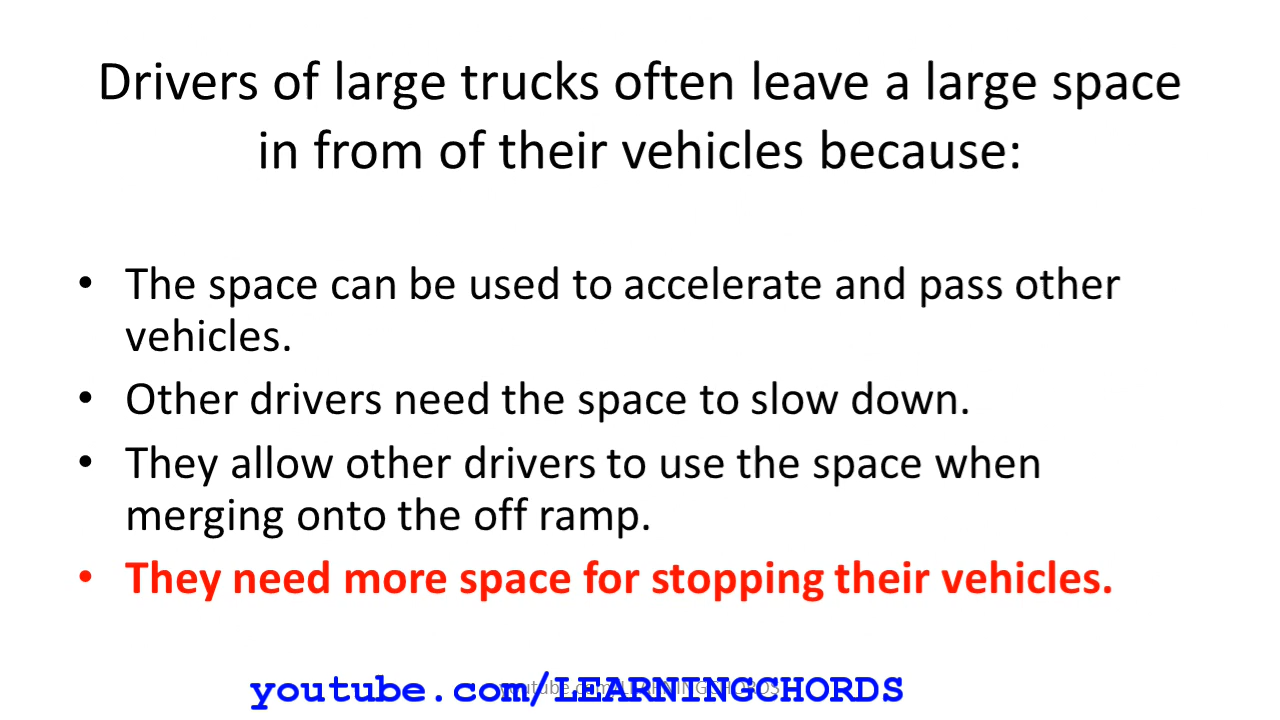 Drivers of large trucks often leave a large space
in from of their vehicles because:
• The space can be used to accelerate and pass other
vehicles.
• Other drivers need the space to slow down.
• They allow other drivers to use the space when
merging onto the off ramp.
• They need more space for stopping their vehicles.
youtube.com/LEARNINGCHORDS
youtube.com/LEARNINGCHORDS